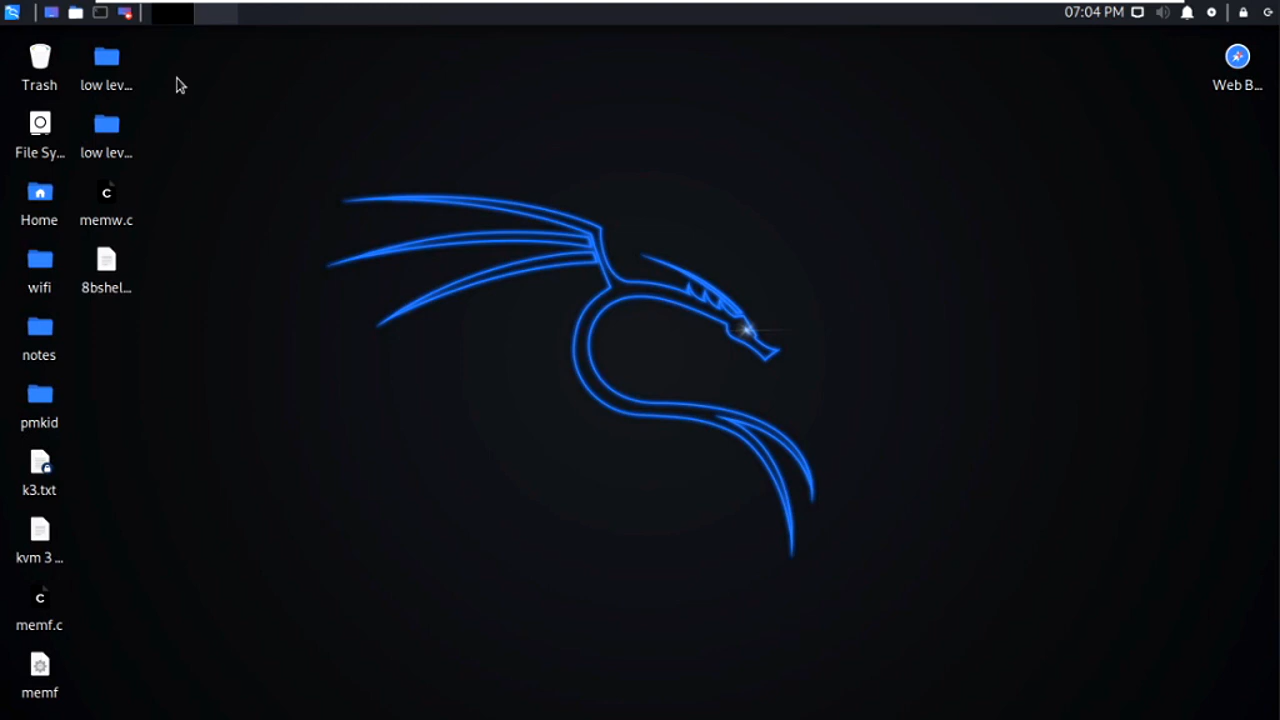 07:04 PM
Trash
low lev...
Web B...
File Sy...
low lev...
Home
memw.c
wifi
8bshel...
notes
pmkid
k3.txt
kvm 3 ...
memf.c
memf